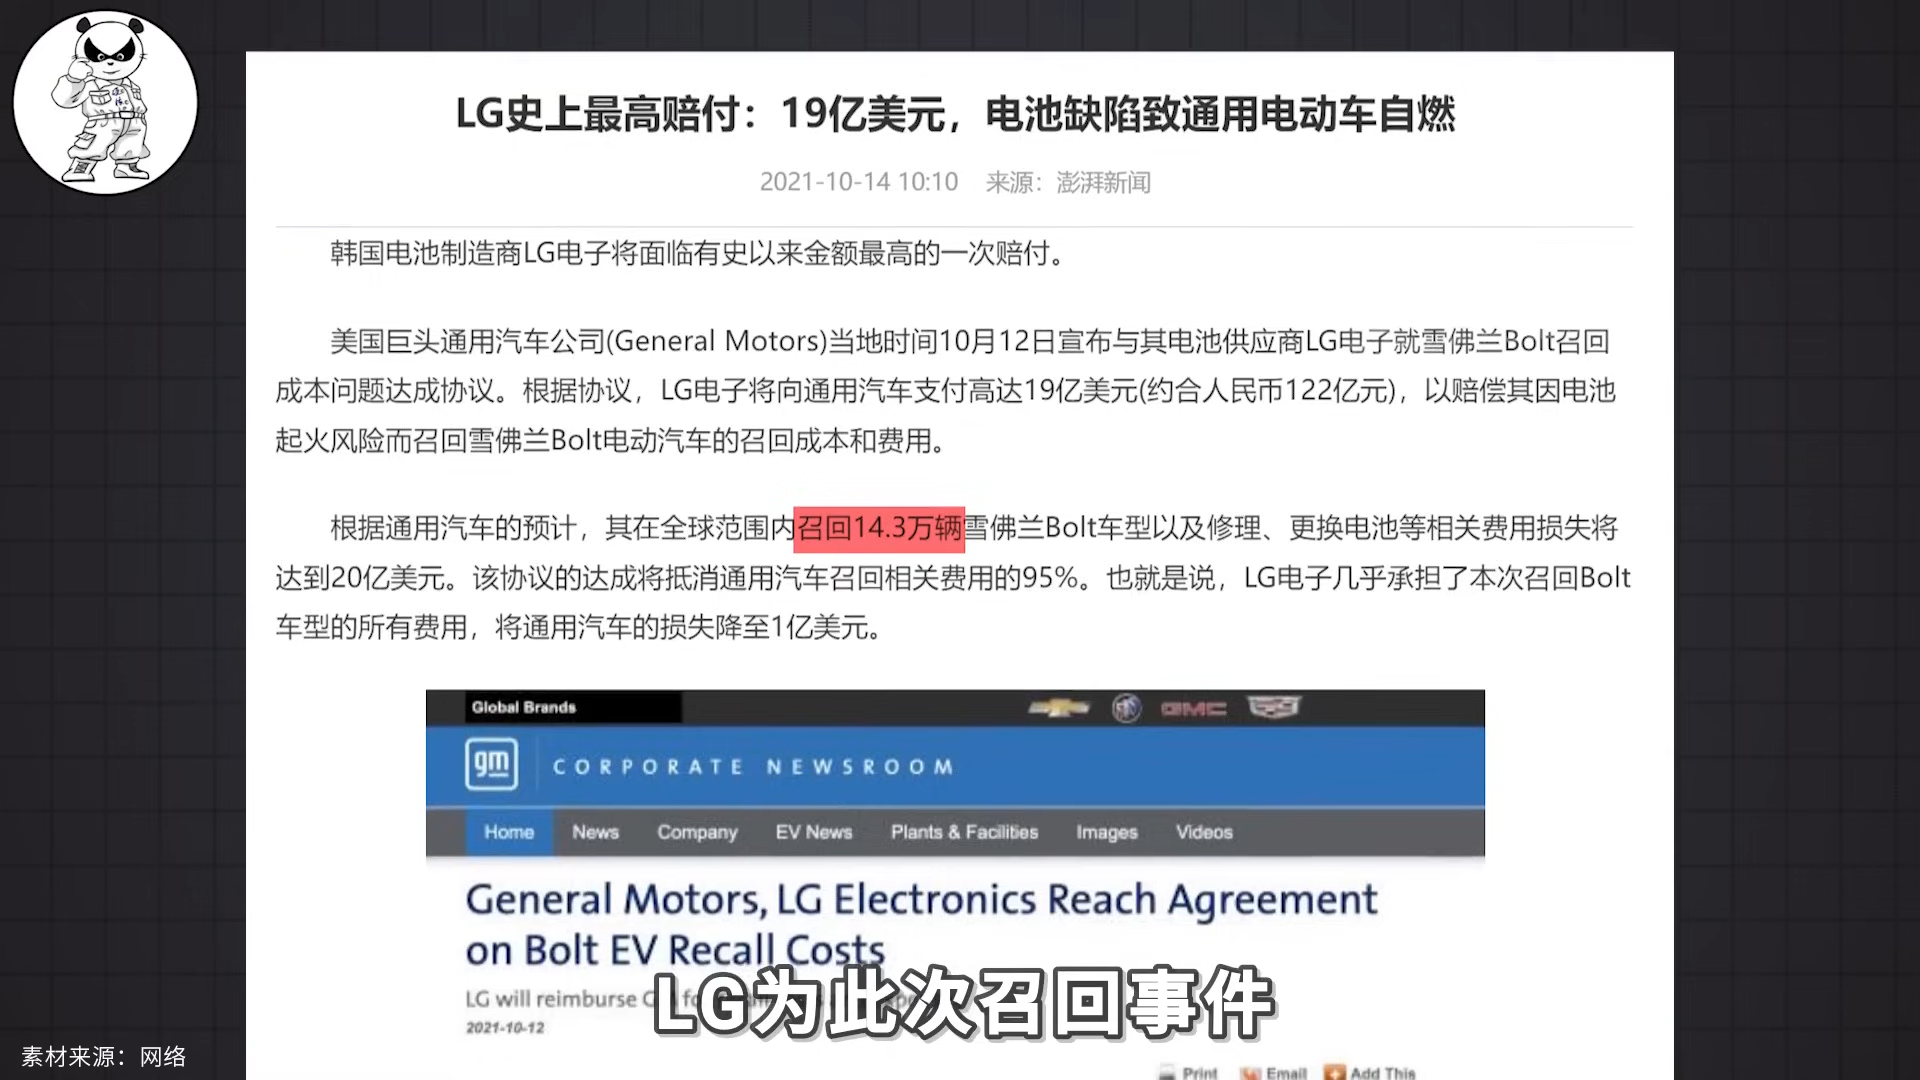 LG史上最高赔付：19亿美元，电池缺陷致通用电动车自燃
2021-10-14 10:10 来源：澎湃新闻
韩国电池制造商LG电子将面临有史以来金额最高的一次赔付。
美国巨头通用汽车公司(General Motors)当地时间10月12日宣布与其电池供应商LG电子就雪佛兰Bolt召回
成本问题达成协议。根据协议，LG电子将向通用汽车支付高达19亿美元(约合人民币122亿元)，以赔偿其因电池
起火风险而召回雪佛兰Bolt电动汽车的召回成本和费用。
根据通用汽车的预计，其在全球范围内召回14.3万辆雪佛兰Bolt车型以及修理、更换电池等相关费用损失将
达到20亿美元。该协议的达成将抵消通用汽车召回相关费用的95%。也就是说，LG电子几乎承担了本次召回Bolt
车型的所有费用，将通用汽车的损失降至1亿美元。
Global Brands
GMC
gm CORPORATE NEWSROOM
Home News Company EV News Plants & Facilities Images Videos
General Motors, LG Electronics Reach Agreement
on Bolt EV Recall Costs
LG will reimburse
2021-10-12
LG为此次召回事件
素材来源：网络
Print Email Add This